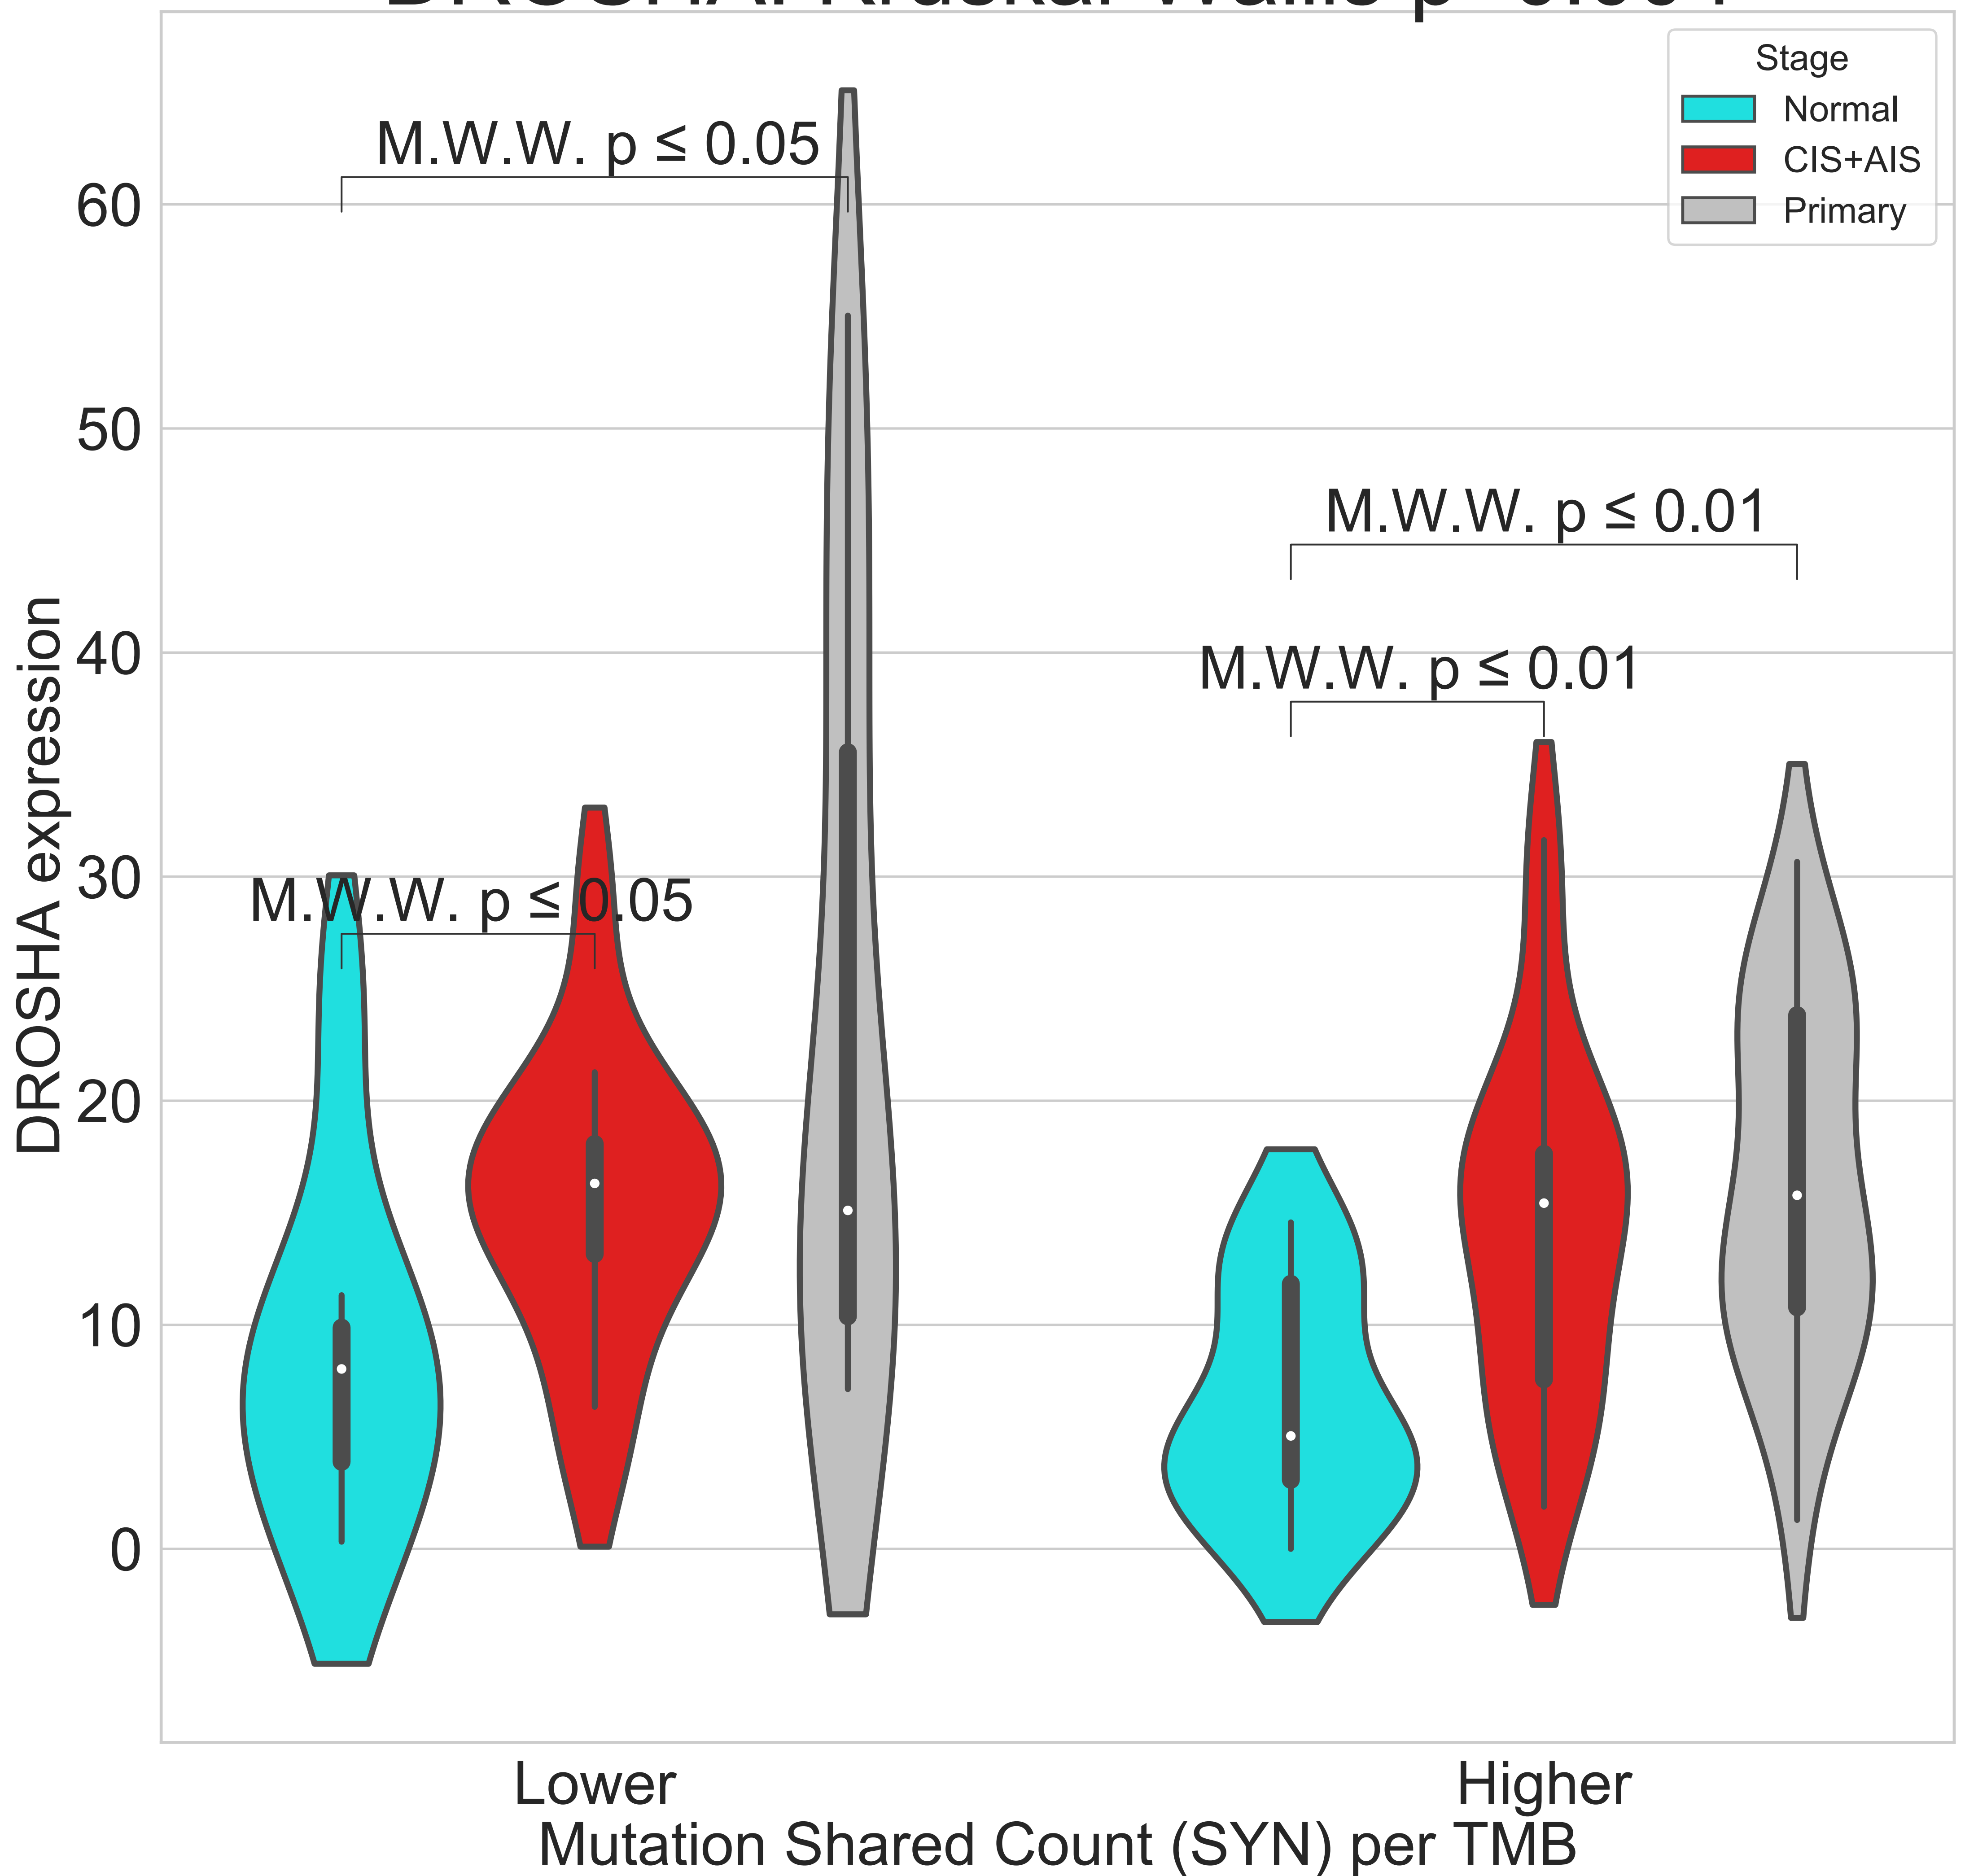 Stage
Normal
CIS+AIS
Primary
M.W.W. p ≤ 0.05
M.W.W. p ≤ 0.01
M.W.W. p ≤ 0.01
M.W.W. p ≤ 0.05
60
50
40
30
20
10
0
DROSHA expression
Lower
Higher
Mutation Shared Count (SYN) per TMB